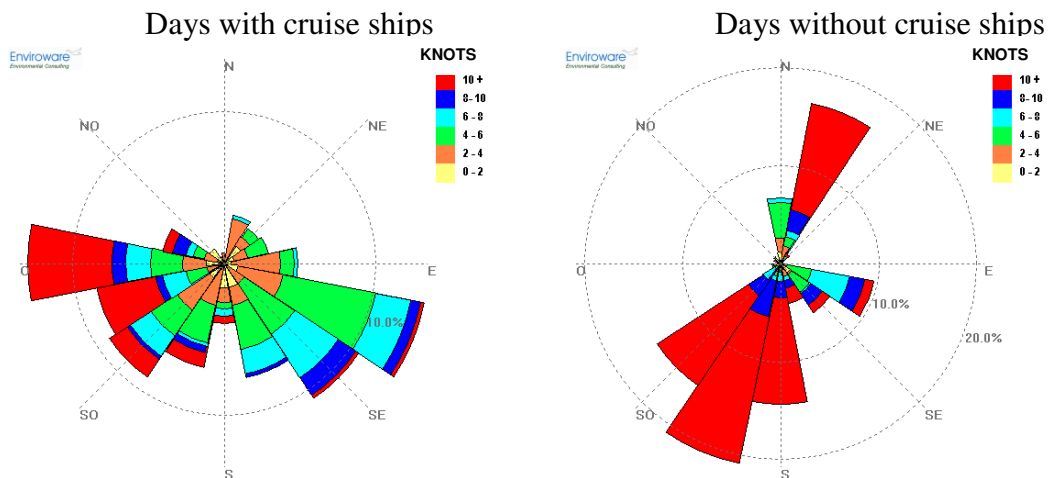 Days with cruise ships
Days without cruise ships
Enviroware
Environmental Consulting
KNOTS
10 +
8 - 10
6 - 8
4 - 6
2 - 4
0 - 2
N
NO
NE
O
E
10.0%
SO
SE
S
Enviroware
Environmental Consulting
KNOTS
10 +
8 - 10
6 - 8
4 - 6
2 - 4
0 - 2
N
NO
NE
O
E
10.0%
20.0%
SO
SE
S